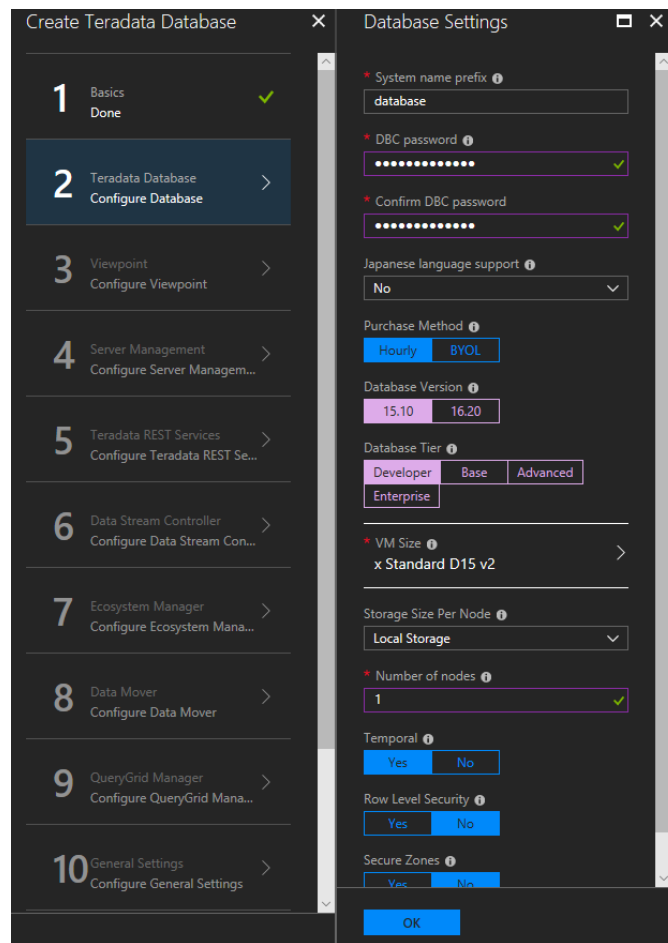 Create Teradata Database
1
Basics
Done
2
Teradata Database
Configure Database
3
Viewpoint
Configure Viewpoint
4
Server Management
Configure Server Managem...
5
Teradata REST Services
Configure Teradata REST Se...
6
Data Stream Controller
Configure Data Stream Con...
7
Ecosystem Manager
Configure Ecosystem Mana...
8
Data Mover
Configure Data Mover
9
QueryGrid Manager
Configure QueryGrid Mana...
10
General Settings
Configure General Settings
Database Settings
* System name prefix
database
* DBC password
•••••••••••••
* Confirm DBC password
•••••••••••••
Japanese language support
No
Purchase Method
Hourly BYOL
Database Version
15.10 16.20
Database Tier
Developer Base Advanced
Enterprise
* VM Size
x Standard D15 v2
Storage Size Per Node
Local Storage
* Number of nodes
1
Temporal
Yes No
Row Level Security
Yes No
Secure Zones
Yes No
OK